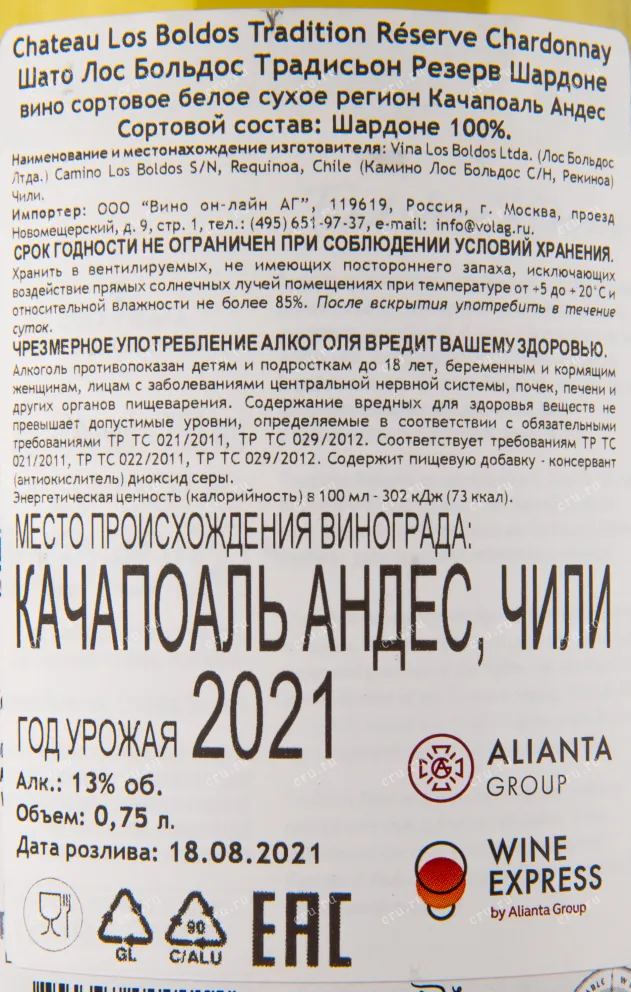 Chateau Los Boldos Tradition Réserve Chardonnay
Шато Лос Больдос Традисьон Резерв Шардоне
вино сортовое белое сухое регион Качапоаль Андес
Сортовой состав: Шардоне 100%.
Наименование и местонахождение изготовителя: Vina Los Boldos Ltda. (Лос Больдос
Лтда.) Camino Los Boldos S/N, Requinoa, Chile (Камино Лос Больдос С/Н, Рекиноа)
Чили.
Импортер: ООО "Вино он-лайн АГ", 119619, Россия, г. Москва, проезд
Новомещерский, д. 9, стр. 1, тел.: (495) 651-97-37, e-mail: info@volag.ru.
СРОК ГОДНОСТИ НЕ ОГРАНИЧЕН ПРИ СОБЛЮДЕНИИ УСЛОВИЙ ХРАНЕНИЯ.
Хранить в вентилируемых, не имеющих постороннего запаха, исключающих
воздействие прямых солнечных лучей помещениях при температуре от +5 до +20°С и
относительной влажности не более 85%. После вскрытия употребить в течение
суток.
ЧРЕЗМЕРНОЕ УПОТРЕБЛЕНИЕ АЛКОГОЛЯ ВРЕДИТ ВАШЕМУ ЗДОРОВЬЮ.
Алкоголь противопоказан детям и подросткам до 18 лет, беременным и кормящим
женщинам, лицам с заболеваниями центральной нервной системы, почек, печени и
других органов пищеварения. Содержание вредных для здоровья веществ не
превышает допустимые уровни, определяемые в соответствии с обязательными
требованиями ТР ТС 021/2011, ТР ТС 029/2012. Соответствует требованиям ТР ТС
021/2011, ТР ТС 022/2011, ТР ТС 029/2012. Содержит пищевую добавку - консервант
(антиокислитель) диоксид серы.
Энергетическая ценность (калорийность) в 100 мл - 302 кДж (73 ккал).
МЕСТО ПРОИСХОЖДЕНИЯ ВИНОГРАДА:
КАЧАПОАЛЬ АНДЕС, ЧИЛИ
ГОД УРОЖАЯ 2021
Алк.: 13% об.
Объем: 0,75 л.
Дата розлива: 18.08.2021
ALIANTA
GROUP
WINE
EXPRESS
by Alianta Group
GL
90
C/ALU
EAC